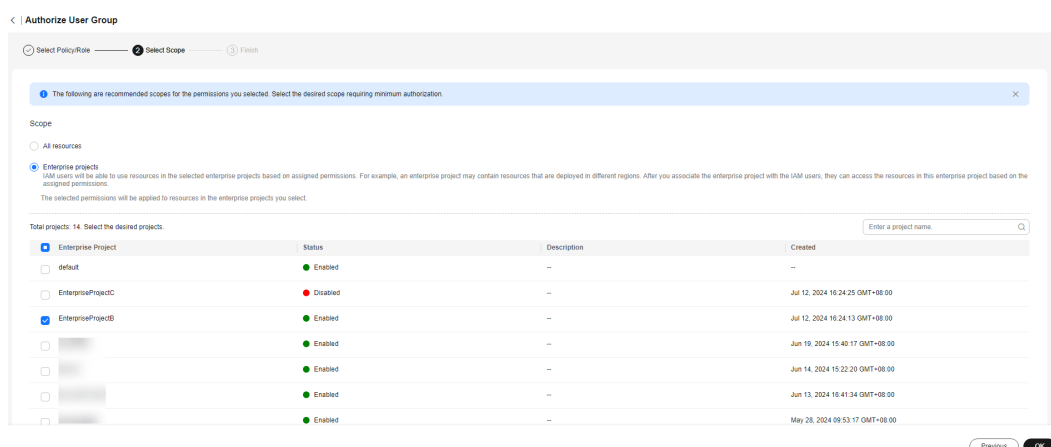 < | Authorize User Group
Select Policy/Role 2 Select Scope 3 Finish
The following are recommended scopes for the permissions you selected. Select the desired scope requiring minimum authorization.
Scope
All resources
Enterprise projects
IAM users will be able to use resources in the selected enterprise projects based on assigned permissions. For example, an enterprise project may contain resources that are deployed in different regions. After you associate the enterprise project with the IAM users, they can access the resources in this enterprise project based on the
assigned permissions.
The selected permissions will be applied to resources in the enterprise projects you select.
Total projects: 14. Select the desired projects. Enter a project name.
Enterprise Project Status Description Created
default Enabled -- --
EnterpriseProjectC Disabled -- Jul 12, 2024 16:24:25 GMT+08:00
EnterpriseProjectB Enabled -- Jul 12, 2024 16:24:13 GMT+08:00
Enabled -- Jun 19, 2024 15:40:17 GMT+08:00
Enabled -- Jun 14, 2024 15:22:20 GMT+08:00
Enabled -- Jun 13, 2024 16:41:34 GMT+08:00
Enabled -- May 28, 2024 09:53:17 GMT+08:00
Previous OK